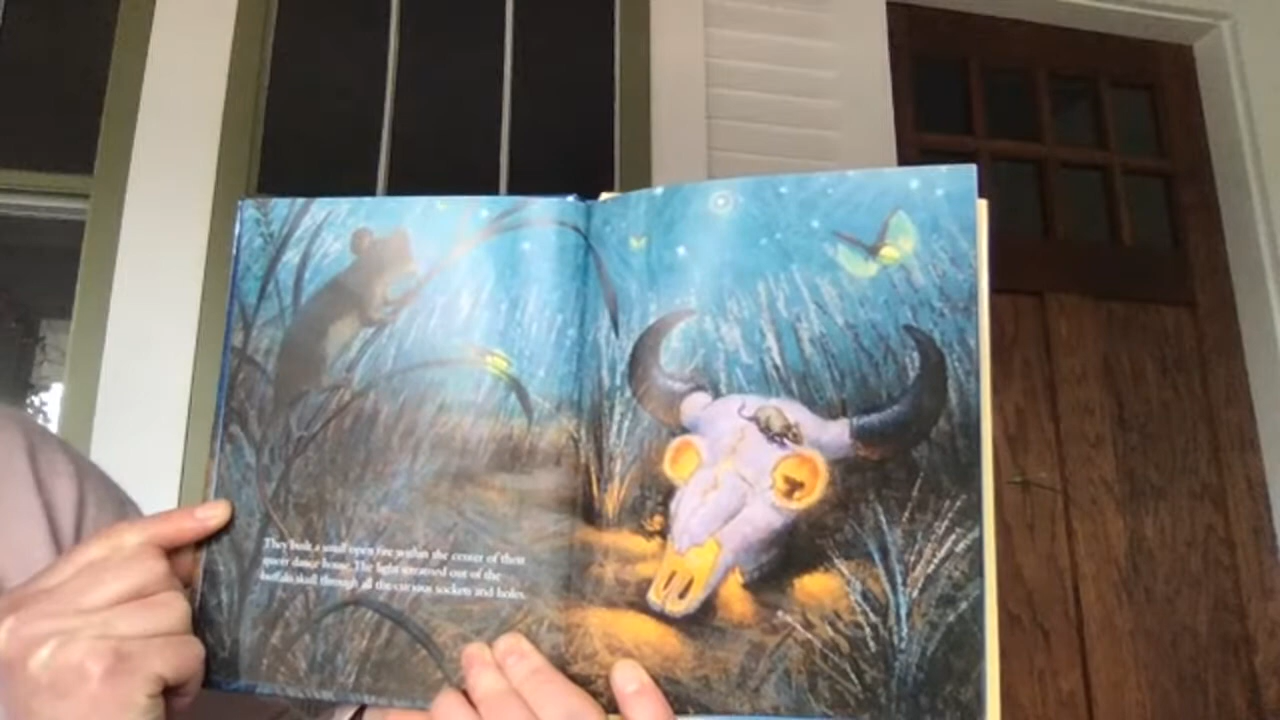 They built a small open fire within the center of their
queer dance house. The light streamed out of the
buffalo skull through all the curious sockets and holes.